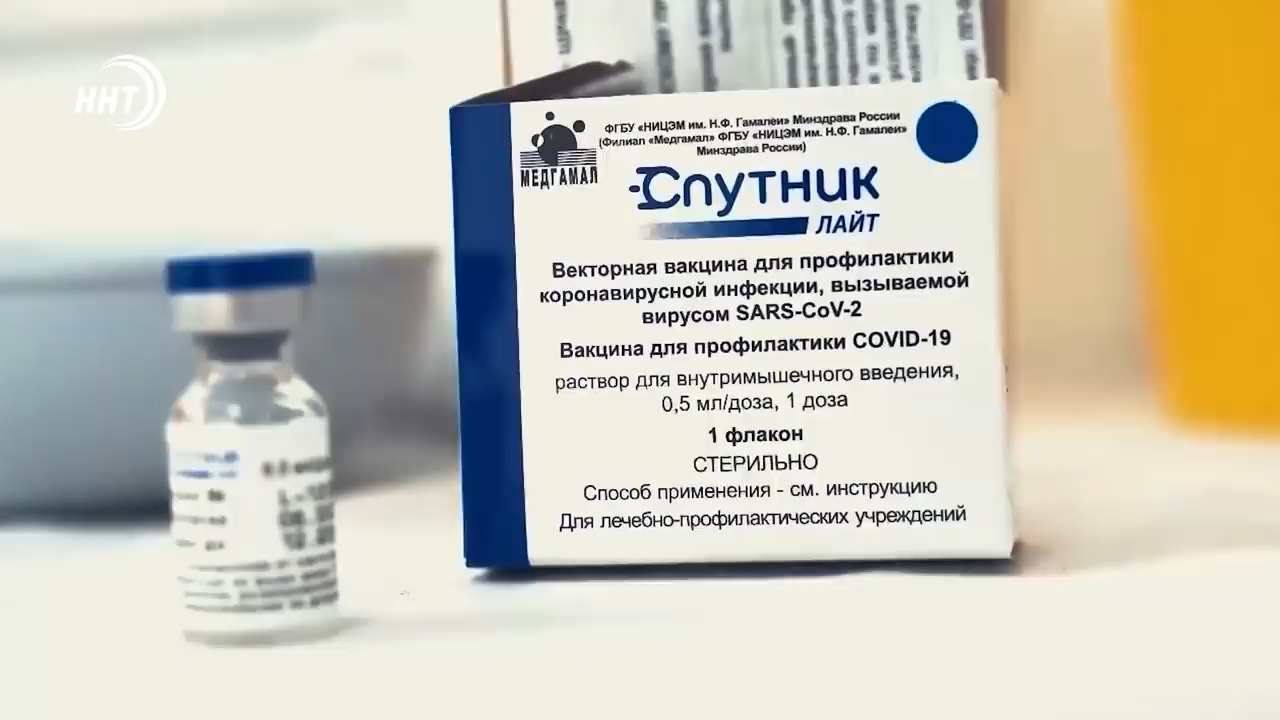 ННТ
ФГБУ «НИЦЭМ им. Н.Ф. Гамалеи» Минздрава России
(Филиал «Медгамал» ФГБУ «НИЦЭМ им. Н.Ф. Гамалеи»
Минздрава России)
МЕДГАМАЛ
Спутник
ЛАЙТ
Векторная вакцина для профилактики
коронавирусной инфекции, вызываемой
вирусом SARS-CoV-2
Вакцина для профилактики COVID-19
раствор для внутримышечного введения,
0,5 мл/доза, 1 доза
1 флакон
СТЕРИЛЬНО
Способ применения - см. инструкцию
Для лечебно-профилактических учреждений